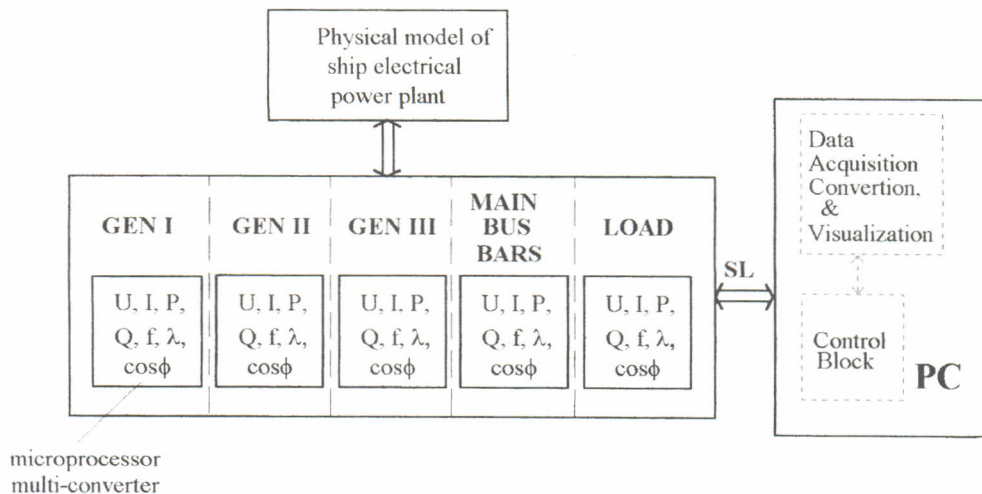 Physical model of
ship electrical
power plant
GEN I
GEN II
GEN III
MAIN
BUS
BARS
LOAD
U, I, P,
Q, f, λ,
cosϕ
U, I, P,
Q, f, λ,
cosϕ
U, I, P,
Q, f, λ,
cosϕ
U, I, P,
Q, f, λ,
cosϕ
U, I, P,
Q, f, λ,
cosϕ
microprocessor
multi-converter
SL
Data
Acquisition
Convertion,
&
Visualization
Control
Block
PC